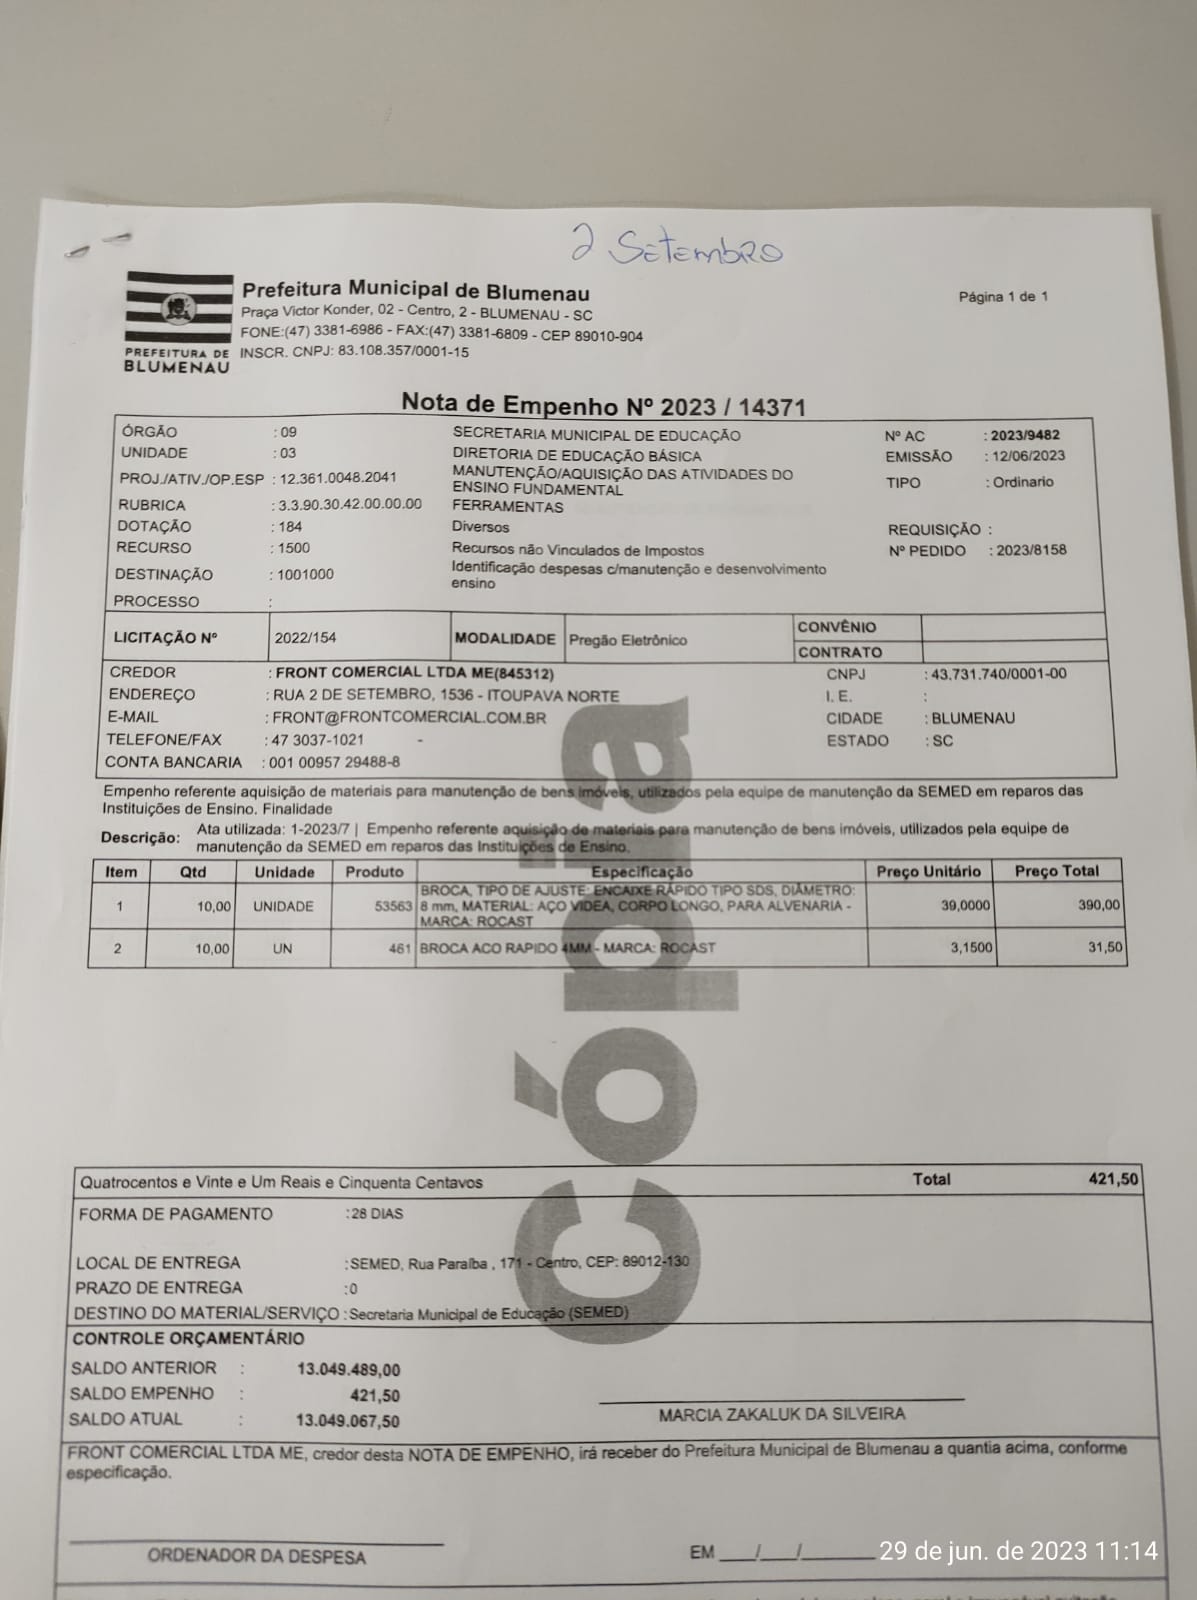 2 Setembro
Prefeitura Municipal de Blumenau
Praça Victor Konder, 02 - Centro, 2 - BLUMENAU - SC
Página 1 de 1
FONE:(47) 3381-6986 - FAX:(47) 3381-6809 - CEP 89010-904
INSCR. CNPJ: 83.108.357/0001-15
PREFEITURA DE
BLUMENAU
Nota de Empenho Nº 2023 / 14371
ÓRGÃO : 09 SECRETARIA MUNICIPAL DE EDUCAÇÃO Nº AC : 2023/9482
UNIDADE : 03 DIRETORIA DE EDUCAÇÃO BÁSICA EMISSÃO : 12/06/2023
PROJ./ATIV./OP.ESP : 12.361.0048.2041 MANUTENÇÃO/AQUISIÇÃO DAS ATIVIDADES DO TIPO : Ordinario
ENSINO FUNDAMENTAL
RUBRICA : 3.3.90.30.42.00.00.00 FERRAMENTAS
DOTAÇÃO : 184 Diversos REQUISIÇÃO :
RECURSO : 1500 Recursos não Vinculados de Impostos Nº PEDIDO : 2023/8158
DESTINAÇÃO : 1001000 Identificação despesas c/manutenção e desenvolvimento
ensino
PROCESSO :
LICITAÇÃO Nº 2022/154 MODALIDADE Pregão Eletrônico CONVÊNIO
CONTRATO
CREDOR : FRONT COMERCIAL LTDA ME(845312) CNPJ : 43.731.740/0001-00
ENDEREÇO : RUA 2 DE SETEMBRO, 1536 - ITOUPAVA NORTE I. E. :
E-MAIL : FRONT@FRONTCOMERCIAL.COM.BR CIDADE : BLUMENAU
TELEFONE/FAX : 47 3037-1021 - ESTADO : SC
CONTA BANCARIA : 001 00957 29488-8
Empenho referente aquisição de materiais para manutenção de bens imóveis, utilizados pela equipe de manutenção da SEMED em reparos das
Instituições de Ensino. Finalidade
Descrição: Ata utilizada: 1-2023/7 | Empenho referente aquisição de materiais para manutenção de bens imóveis, utilizados pela equipe de
manutenção da SEMED em reparos das Instituições de Ensino.
Item Qtd Unidade Produto Especificação Preço Unitário Preço Total
BROCA, TIPO DE AJUSTE: ENCAIXE RÁPIDO TIPO SDS, DIÂMETRO:
1 10,00 UNIDADE 53563 8 mm, MATERIAL: AÇO VIDEA, CORPO LONGO, PARA ALVENARIA - 39,0000 390,00
MARCA: ROCAST
2 10,00 UN 461 BROCA ACO RAPIDO 4MM - MARCA: ROCAST 3,1500 31,50
Cópia
Quatrocentos e Vinte e Um Reais e Cinquenta Centavos Total 421,50
FORMA DE PAGAMENTO :28 DIAS
LOCAL DE ENTREGA :SEMED, Rua Paraíba , 171 - Centro, CEP: 89012-130
PRAZO DE ENTREGA :0
DESTINO DO MATERIAL/SERVIÇO :Secretaria Municipal de Educação (SEMED)
CONTROLE ORÇAMENTÁRIO
SALDO ANTERIOR : 13.049.489,00
SALDO EMPENHO : 421,50
SALDO ATUAL : 13.049.067,50
MARCIA ZAKALUK DA SILVEIRA
FRONT COMERCIAL LTDA ME, credor desta NOTA DE EMPENHO, irá receber do Prefeitura Municipal de Blumenau a quantia acima, conforme
especificação.
ORDENADOR DA DESPESA
EM ___/___/______
29 de jun. de 2023 11:14